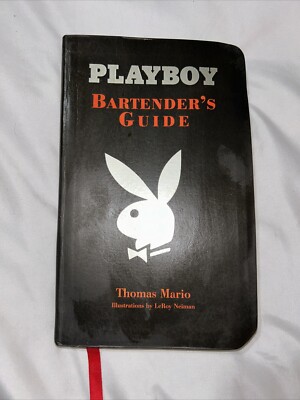 PLAYBOY
BARTENDER'S
GUIDE
Thomas Mario
Illustrations by LeRoy Neiman